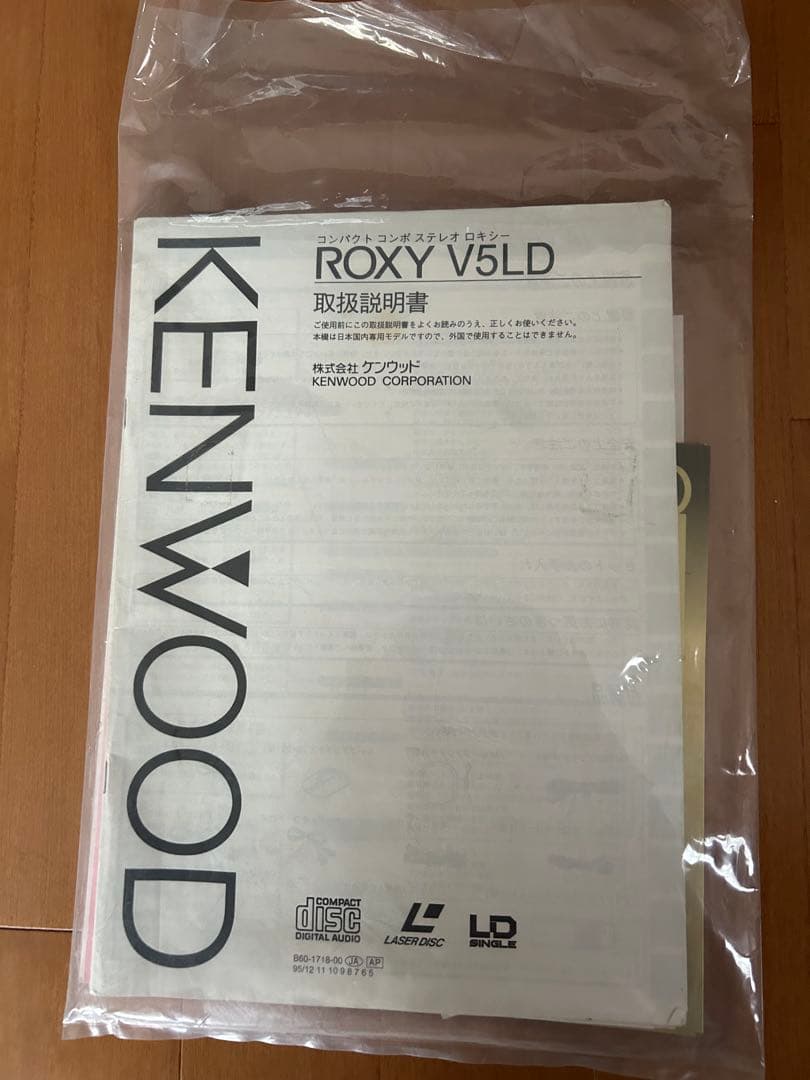 KENWOOD
コンパクト コンポ ステレオ ロキシー
ROXY V5LD
取扱説明書
ご使用前にこの取扱説明書をよくお読みのうえ、正しくお使いください。
本機は日本国内専用モデルですので、外国で使用することはできません。
株式会社 ケンウッド
KENWOOD CORPORATION
COMPACT
disc
DIGITAL AUDIO
LASER DISC
LD
SINGLE
B60-1718-00 JA AP
95/12 11 10 9 8 7 6 5